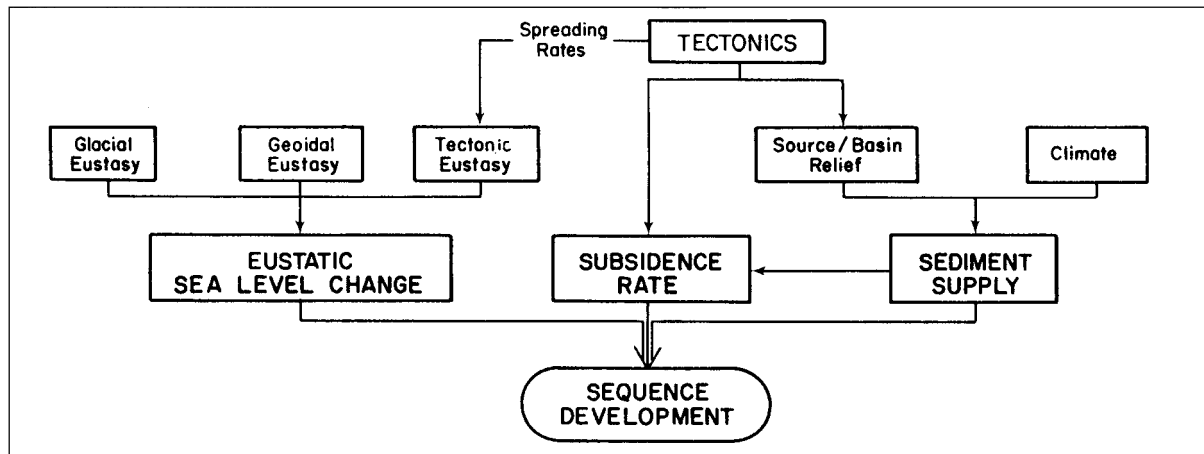 Spreading
Rates
TECTONICS
Glacial
Eustasy
Geoidal
Eustasy
Tectonic
Eustasy
Source/Basin
Relief
Climate
EUSTATIC
SEA LEVEL CHANGE
SUBSIDENCE
RATE
SEDIMENT
SUPPLY
SEQUENCE
DEVELOPMENT